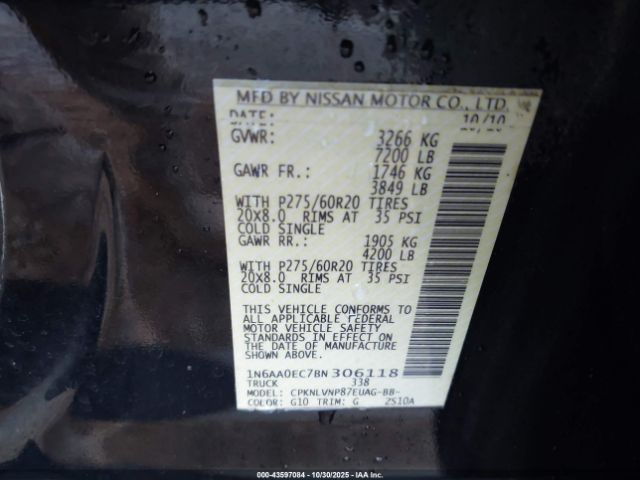 MFD BY NISSAN MOTOR CO., LTD.
DATE: 10/10
GVWR: 3266 KG
7200 LB
GAWR FR.: 1746 KG
3849 LB
WITH P275/60R20 TIRES
20X8.0 RIMS AT 35 PSI
COLD SINGLE
GAWR RR.: 1905 KG
4200 LB
WITH P275/60R20 TIRES
20X8.0 RIMS AT 35 PSI
COLD SINGLE
THIS VEHICLE CONFORMS TO
ALL APPLICABLE FEDERAL
MOTOR VEHICLE SAFETY
STANDARDS IN EFFECT ON
THE DATE OF MANUFACTURE
SHOWN ABOVE.
1N6AA0EC7BN306118
TRUCK 338
MODEL: CPKNLVNP87EUAG-BB-
COLOR: G10 TRIM: G 2S10A
© IAA - 43597084 - 10/30/2025 - IAAI.COM